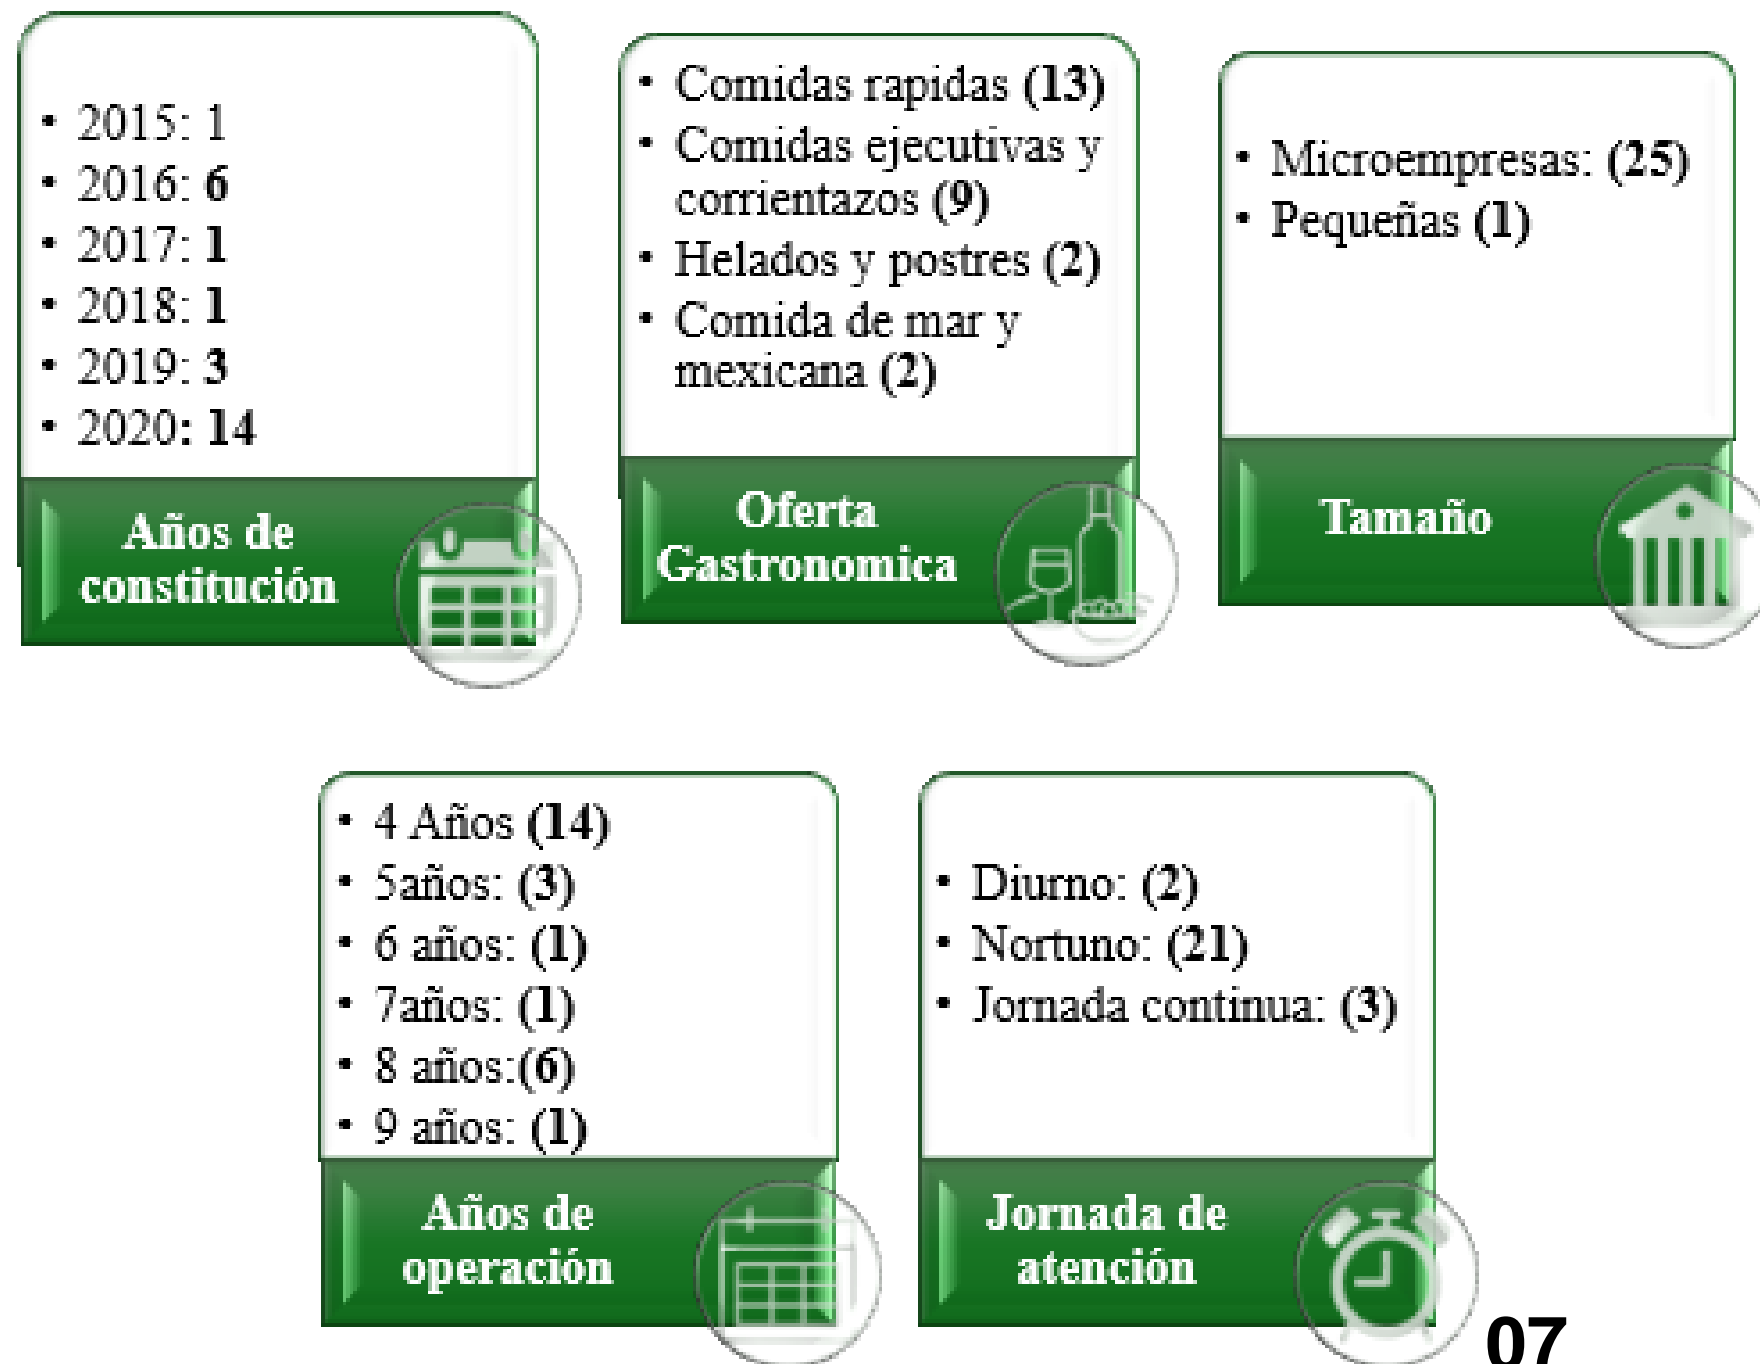 • 2015: 1
• 2016: 6
• 2017: 1
• 2018: 1
• 2019: 3
• 2020: 14
Años de
constitución
• Comidas rapidas (13)
• Comidas ejecutivas y
corrientazos (9)
• Helados y postres (2)
• Comida de mar y
mexicana (2)
Oferta
Gastronomica
• Microempresas: (25)
• Pequeñas (1)
Tamaño
• 4 Años (14)
• 5años: (3)
• 6 años: (1)
• 7años: (1)
• 8 años:(6)
• 9 años: (1)
Años de
operación
• Diurno: (2)
• Nortuno: (21)
• Jornada continua: (3)
Jornada de
atención
07